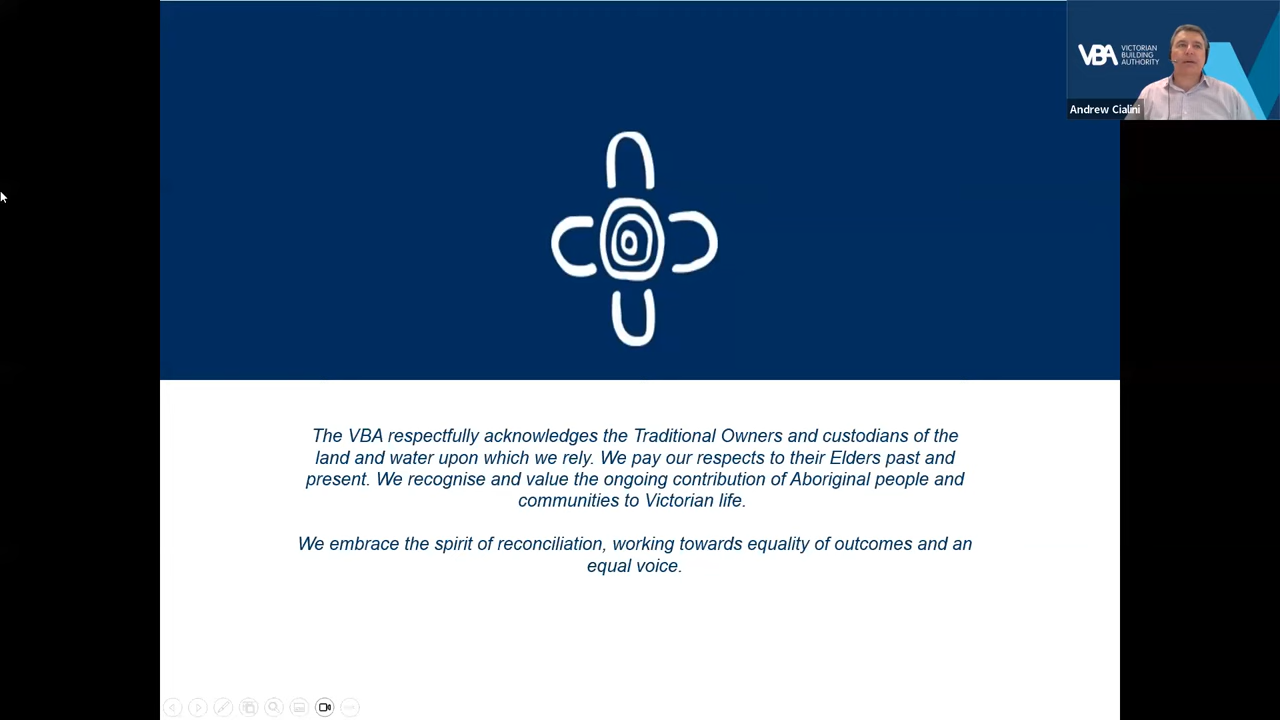 VBA
VICTORIAN
BUILDING
AUTHORITY
Andrew Cialini
The VBA respectfully acknowledges the Traditional Owners and custodians of the
land and water upon which we rely. We pay our respects to their Elders past and
present. We recognise and value the ongoing contribution of Aboriginal people and
communities to Victorian life.
We embrace the spirit of reconciliation, working towards equality of outcomes and an
equal voice.